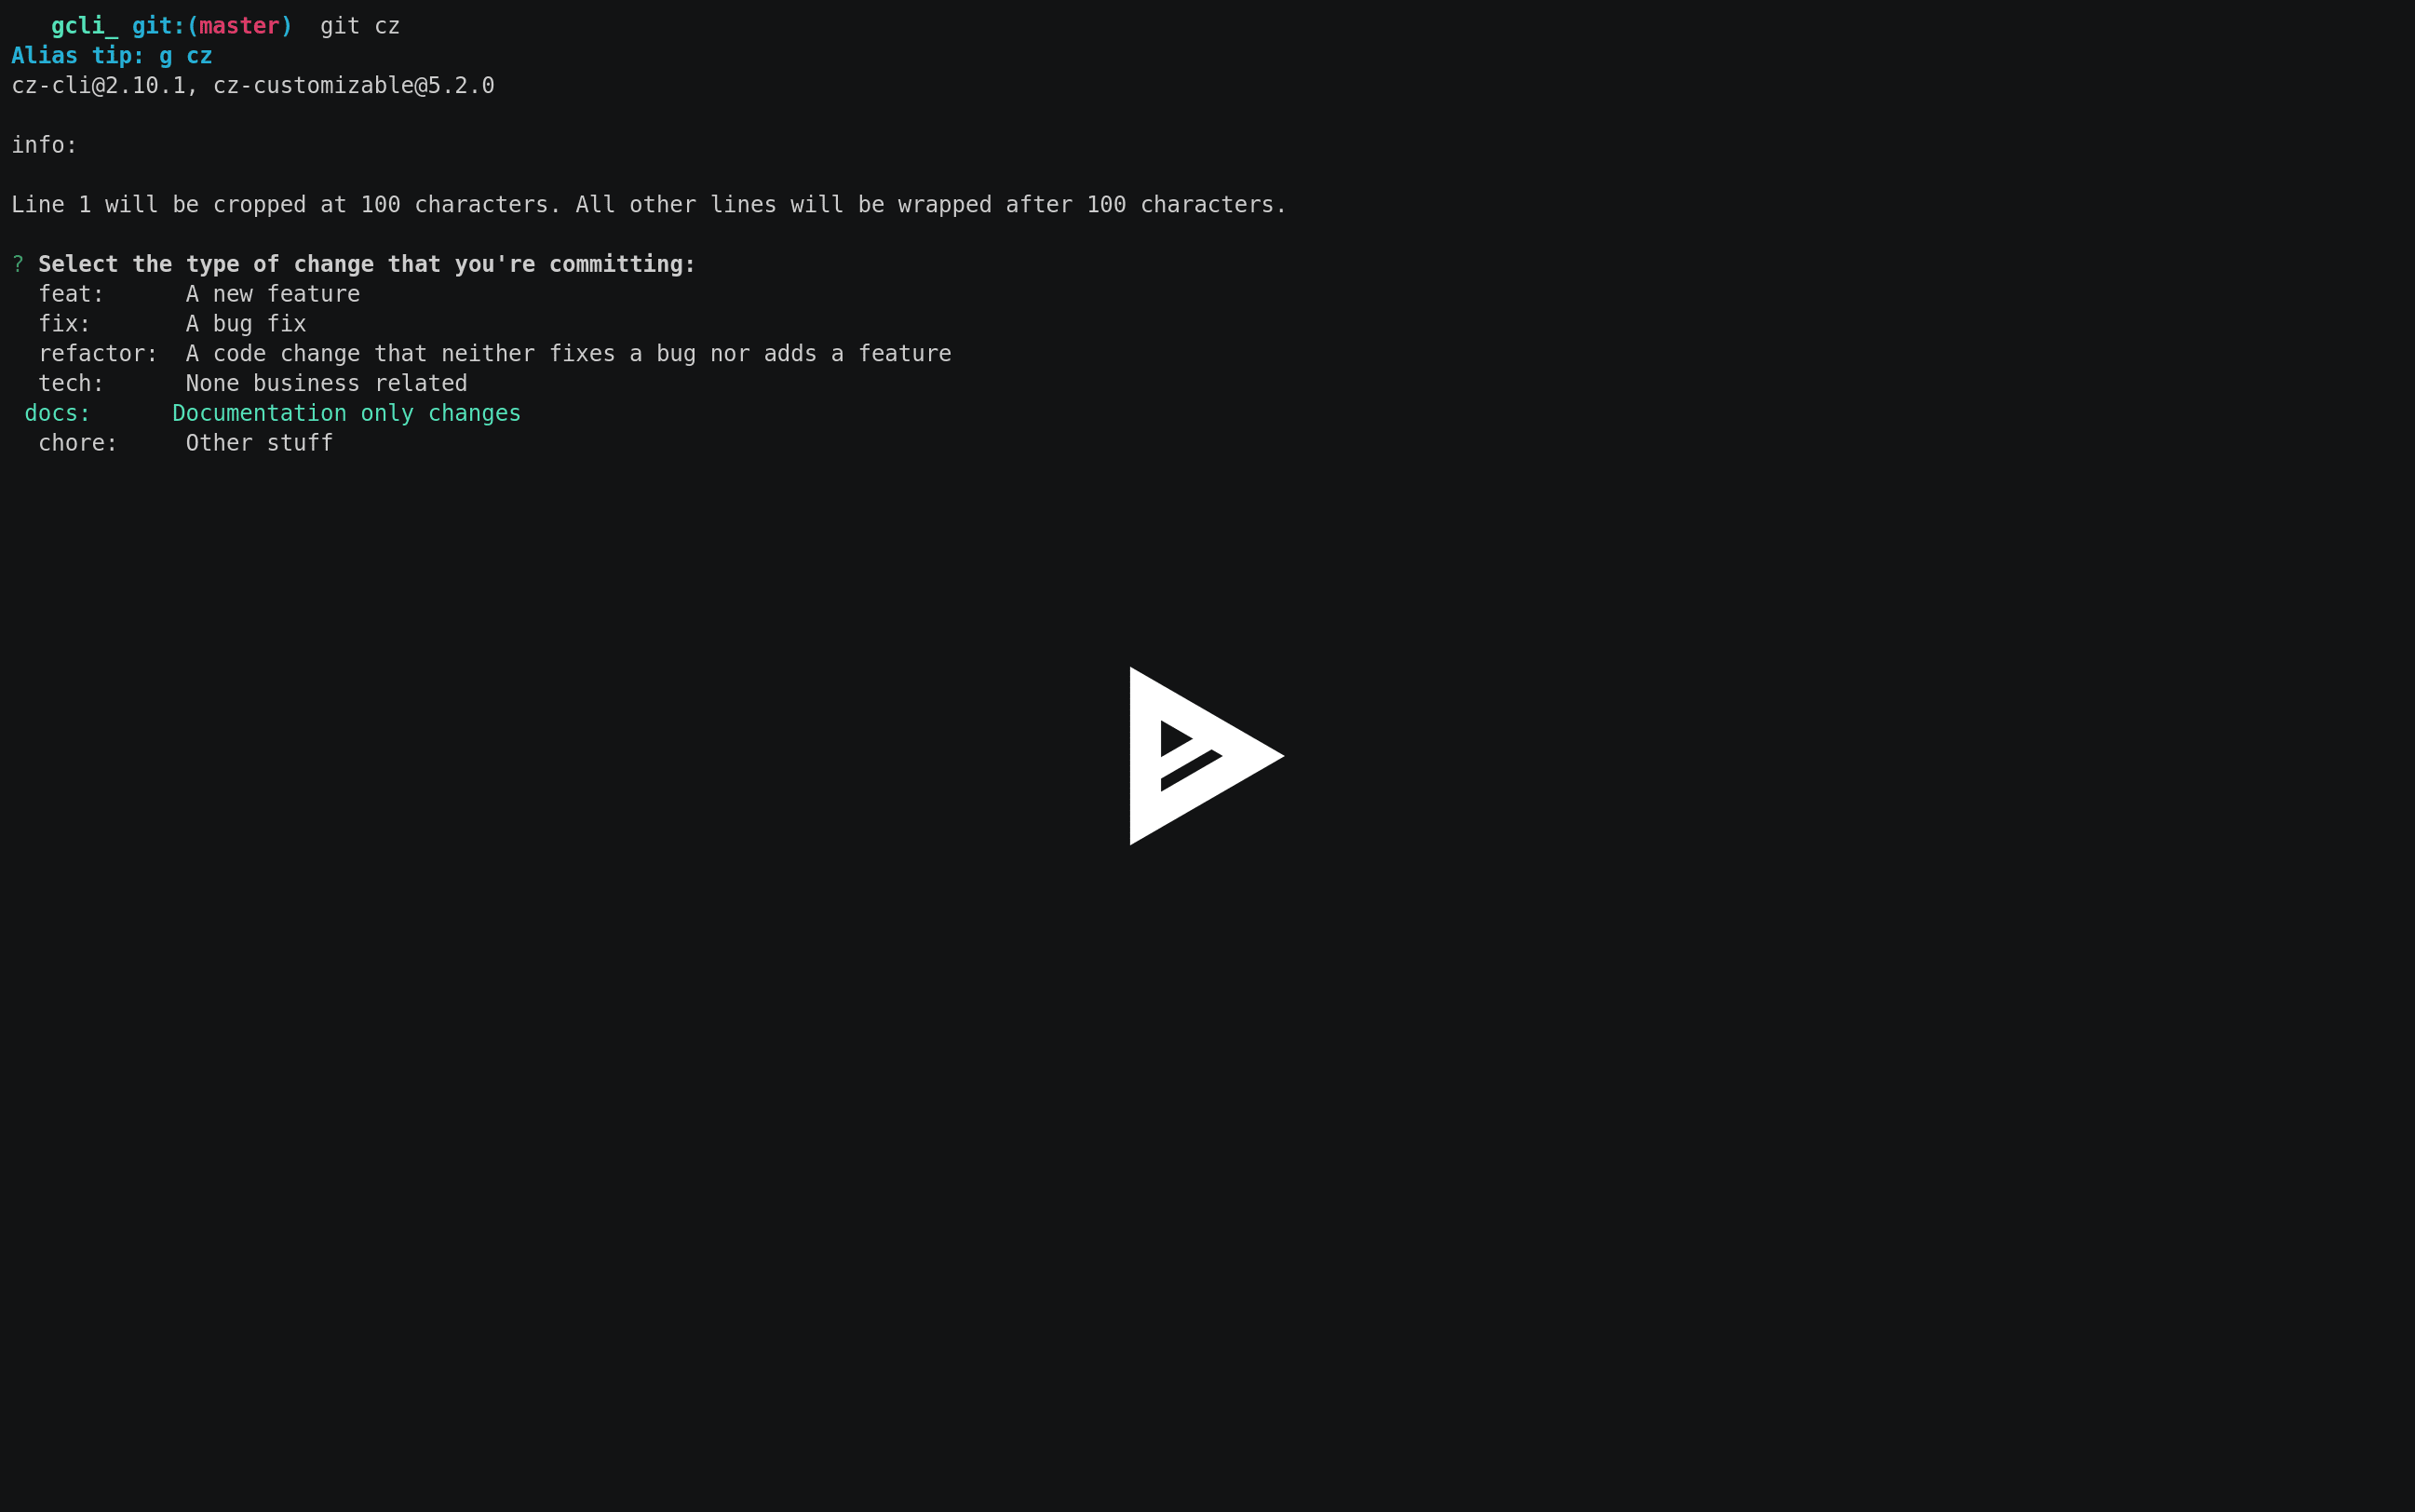 gcli_ git:(master)  git cz
Alias tip: g cz
cz-cli@2.10.1, cz-customizable@5.2.0
info:
Line 1 will be cropped at 100 characters. All other lines will be wrapped after 100 characters.
? Select the type of change that you're committing:
feat:      A new feature
fix:       A bug fix
refactor:  A code change that neither fixes a bug nor adds a feature
tech:      None business related
docs:      Documentation only changes
chore:     Other stuff